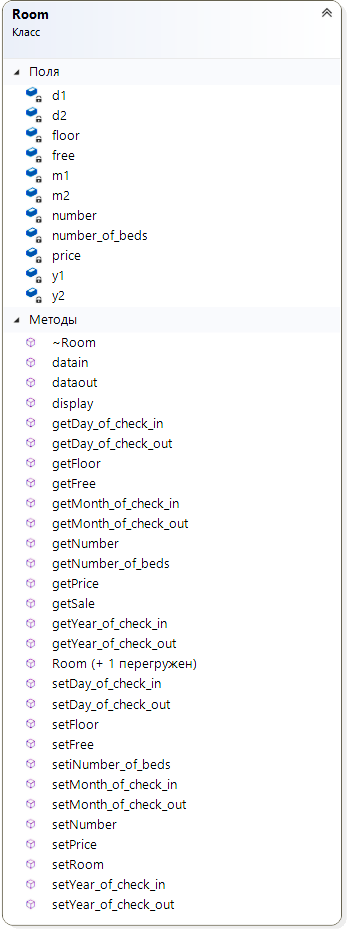 Room
Класс
Поля
d1
d2
floor
free
m1
m2
number
number_of_beds
price
y1
y2
Методы
~Room
datain
dataout
display
getDay_of_check_in
getDay_of_check_out
getFloor
getFree
getMonth_of_check_in
getMonth_of_check_out
getNumber
getNumber_of_beds
getPrice
getSale
getYear_of_check_in
getYear_of_check_out
Room (+ 1 перегружен)
setDay_of_check_in
setDay_of_check_out
setFloor
setFree
setiNumber_of_beds
setMonth_of_check_in
setMonth_of_check_out
setNumber
setPrice
setRoom
setYear_of_check_in
setYear_of_check_out